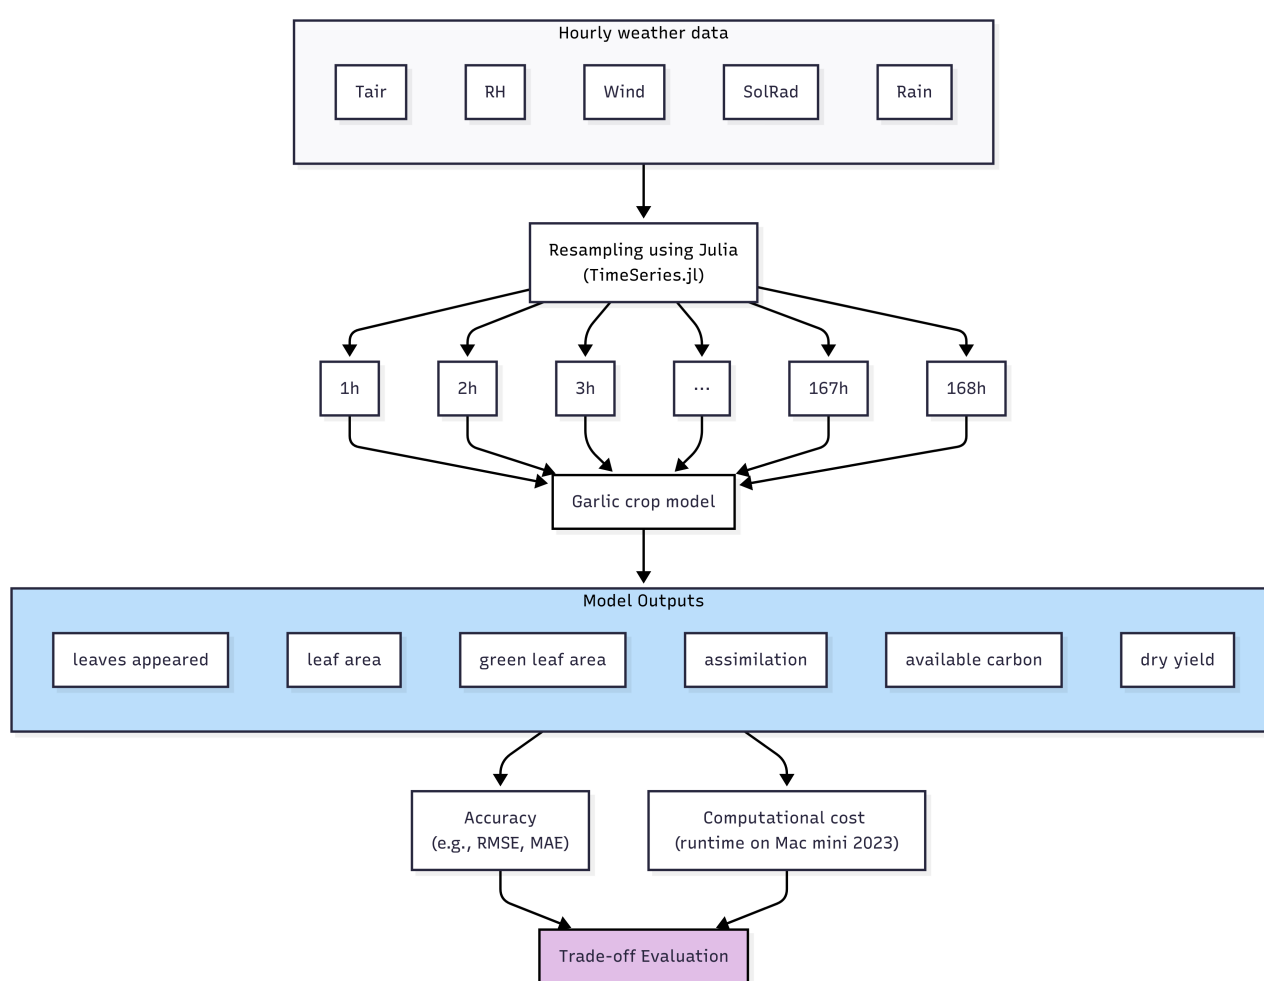 Hourly weather data
Tair
RH
Wind
SolRad
Rain
Resampling using Julia
(TimeSeries.jl)
1h
2h
3h
...
167h
168h
Garlic crop model
Model Outputs
leaves appeared
leaf area
green leaf area
assimilation
available carbon
dry yield
Accuracy
(e.g., RMSE, MAE)
Computational cost
(runtime on Mac mini 2023)
Trade-off Evaluation